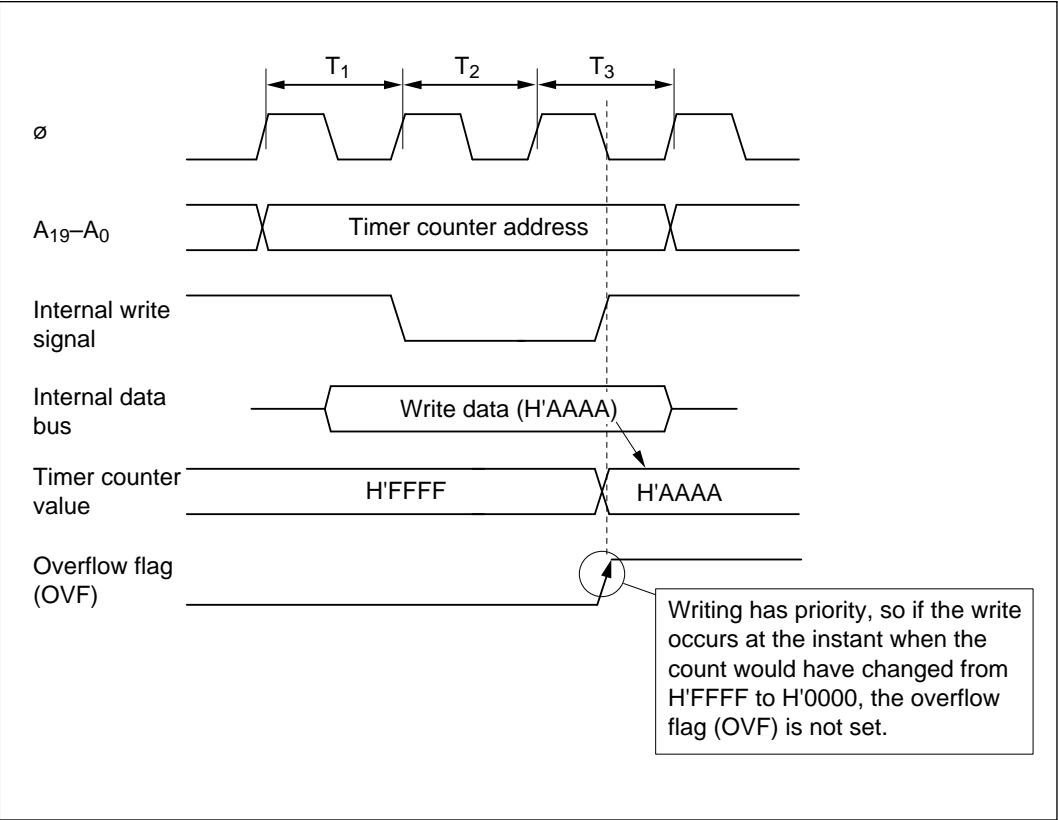 T1 T2 T3
ø
A19–A0 Timer counter address
Internal write
signal
Internal data
bus
Write data (H'AAAA)
Timer counter
value
H'FFFF H'AAAA
Overflow flag
(OVF)
Writing has priority, so if the write
occurs at the instant when the
count would have changed from
H'FFFF to H'0000, the overflow
flag (OVF) is not set.